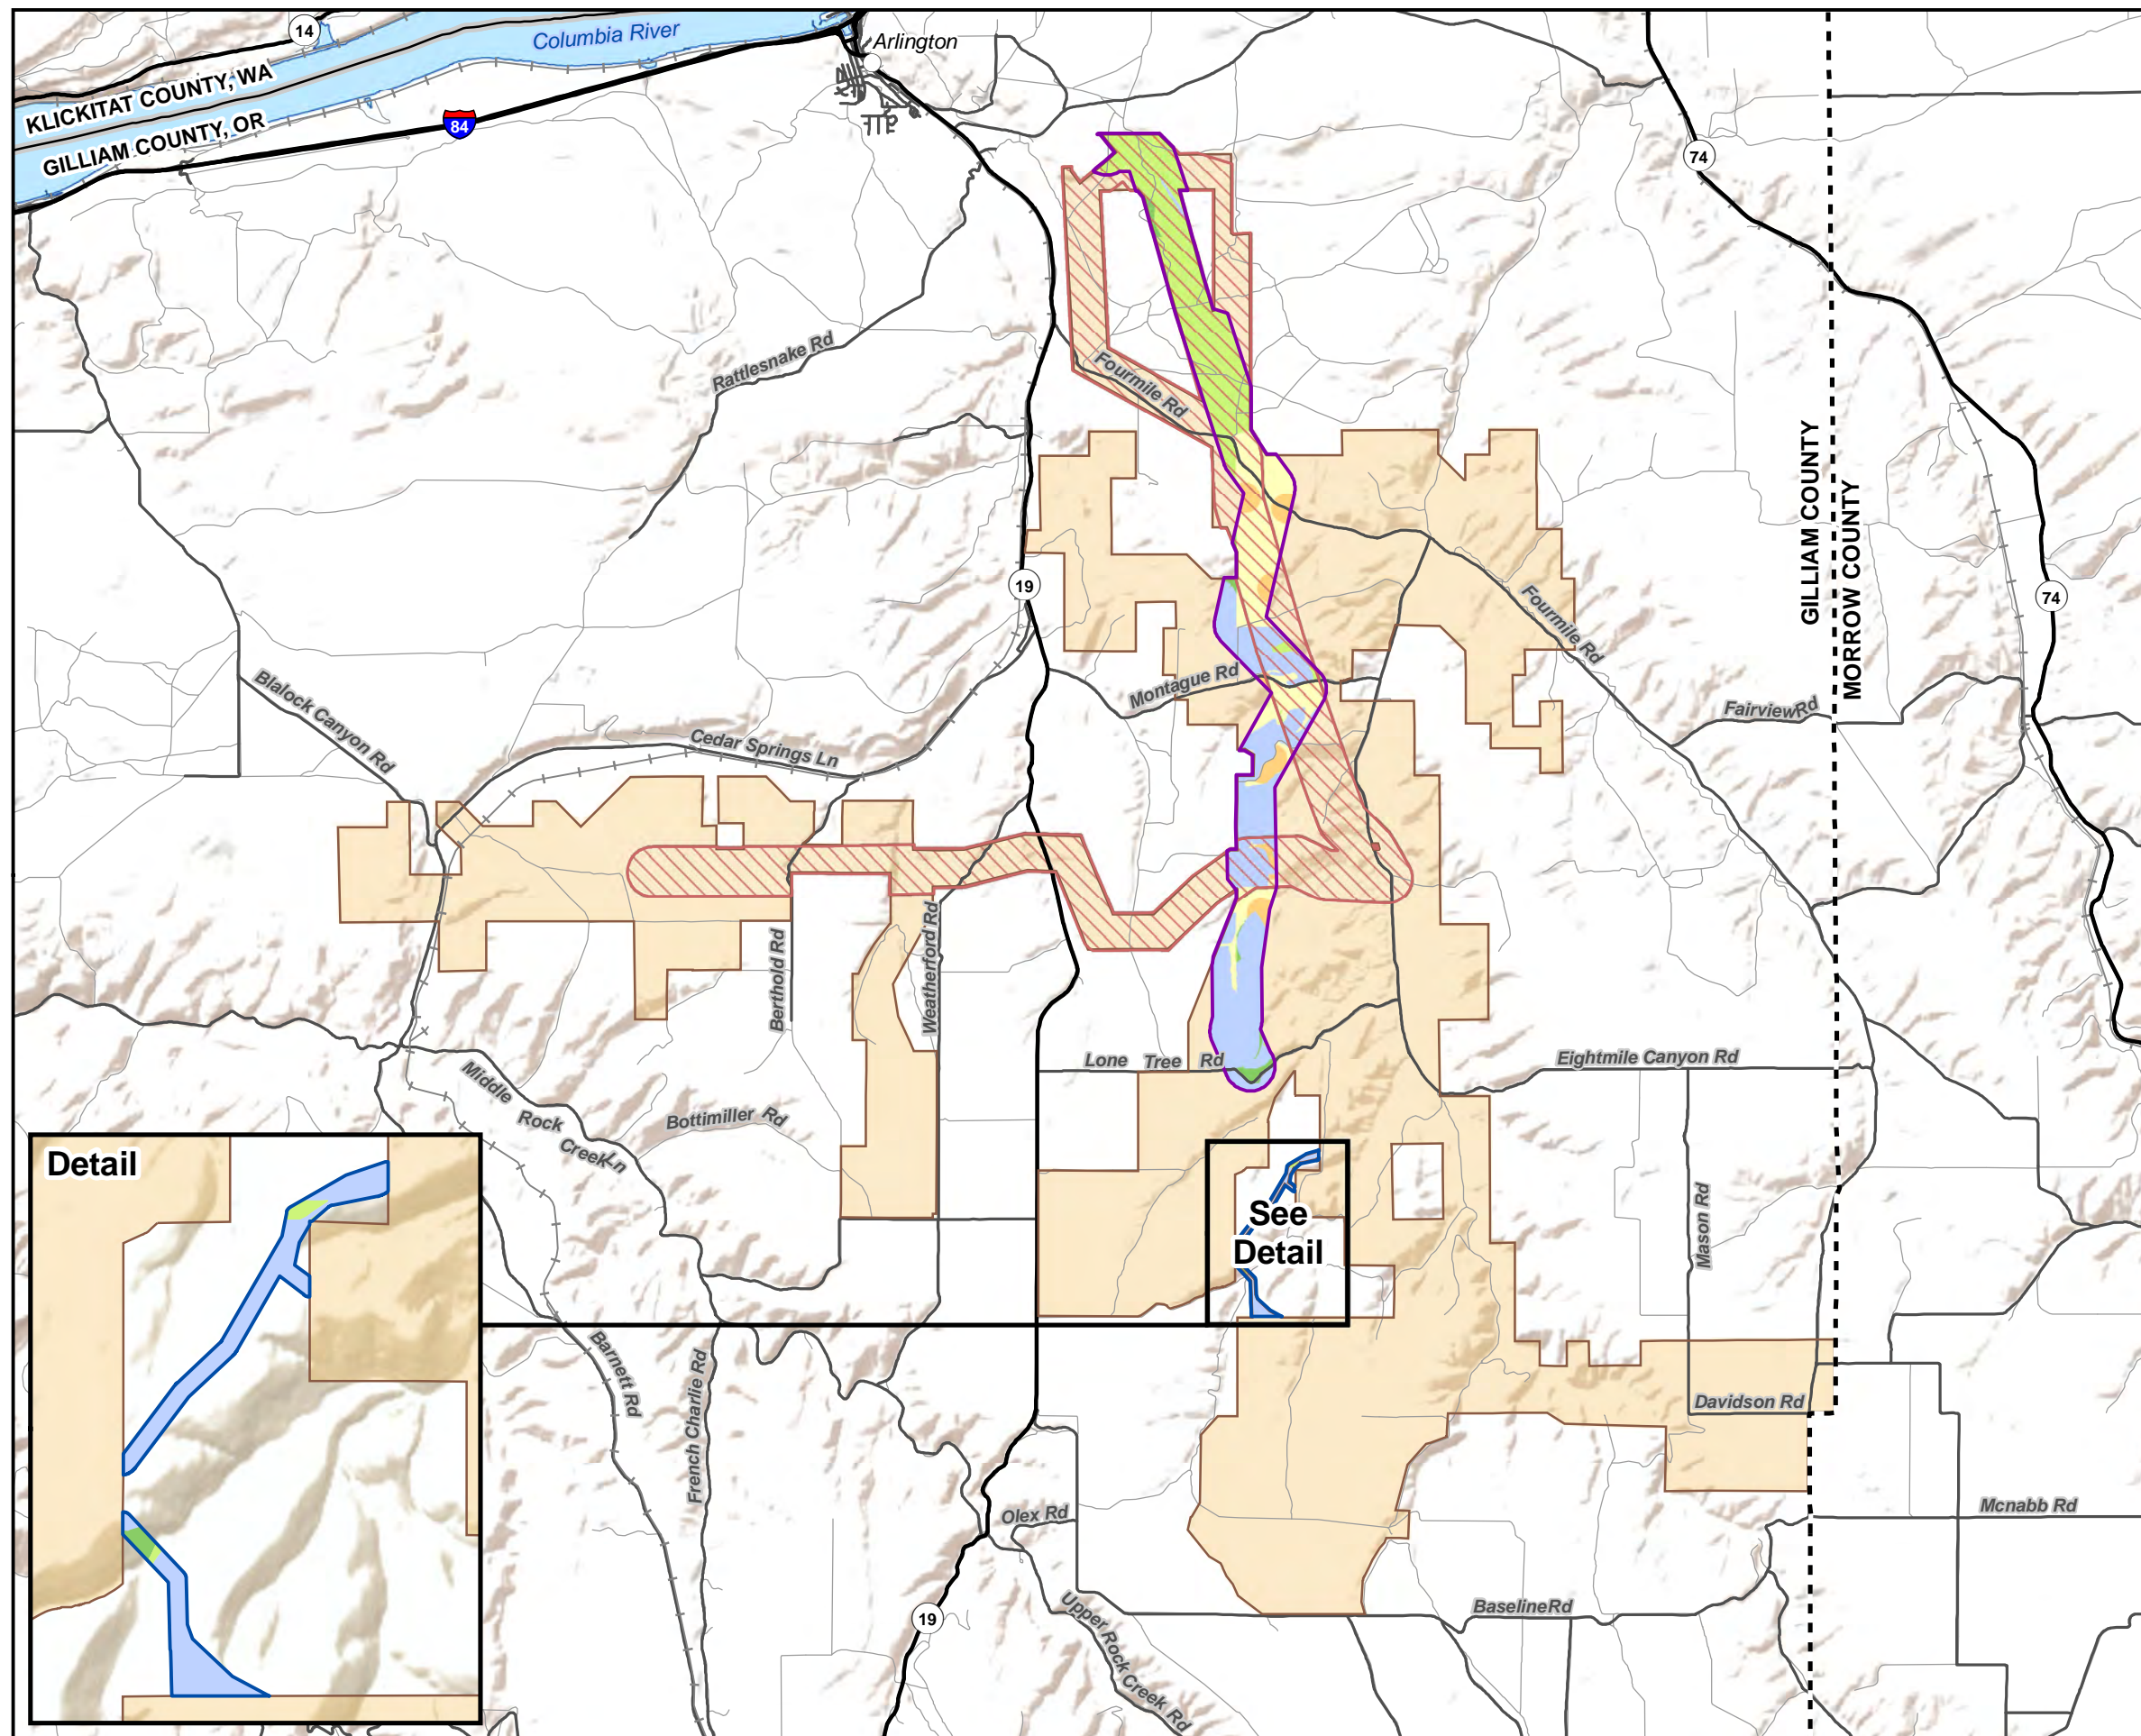 14
Columbia River
Arlington
KLICKITAT COUNTY, WA
GILLIAM COUNTY, OR
84
74
Rattlesnake Rd
Fourmile Rd
GILLIAM COUNTY
MORROW COUNTY
19
74
Fourmile Rd
Blalock Canyon Rd
Montague Rd
Fairview Rd
Cedar Springs Ln
Berthold Rd
Weatherford Rd
Lone Tree Rd
Eightmile Canyon Rd
Middle Rock Creek Ln
Bottimiller Rd
Detail
See
Detail
Mason Rd
Barnett Rd
French Charlie Rd
Davidson Rd
Olex Rd
Mcnabb Rd
19
Upper Rock Creek Rd
Baseline Rd